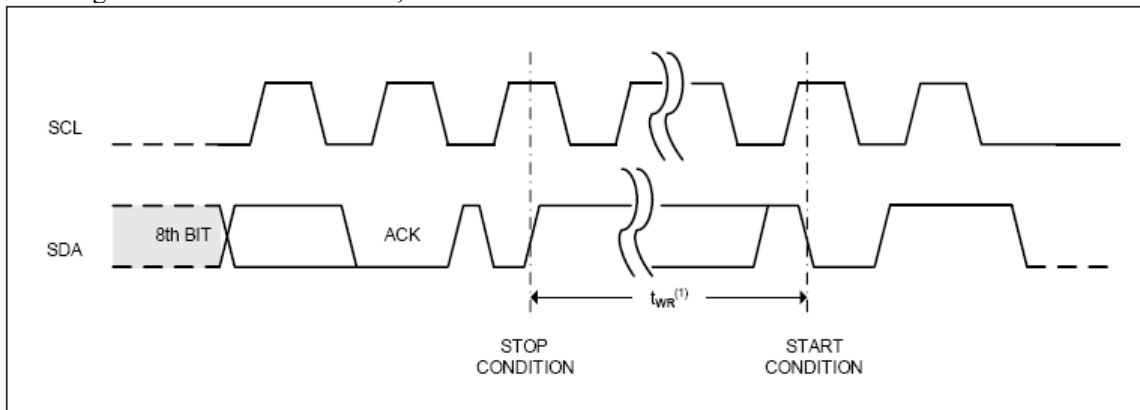 SCL
8th BIT
ACK
SDA
tWR(1)
STOP
CONDITION
START
CONDITION